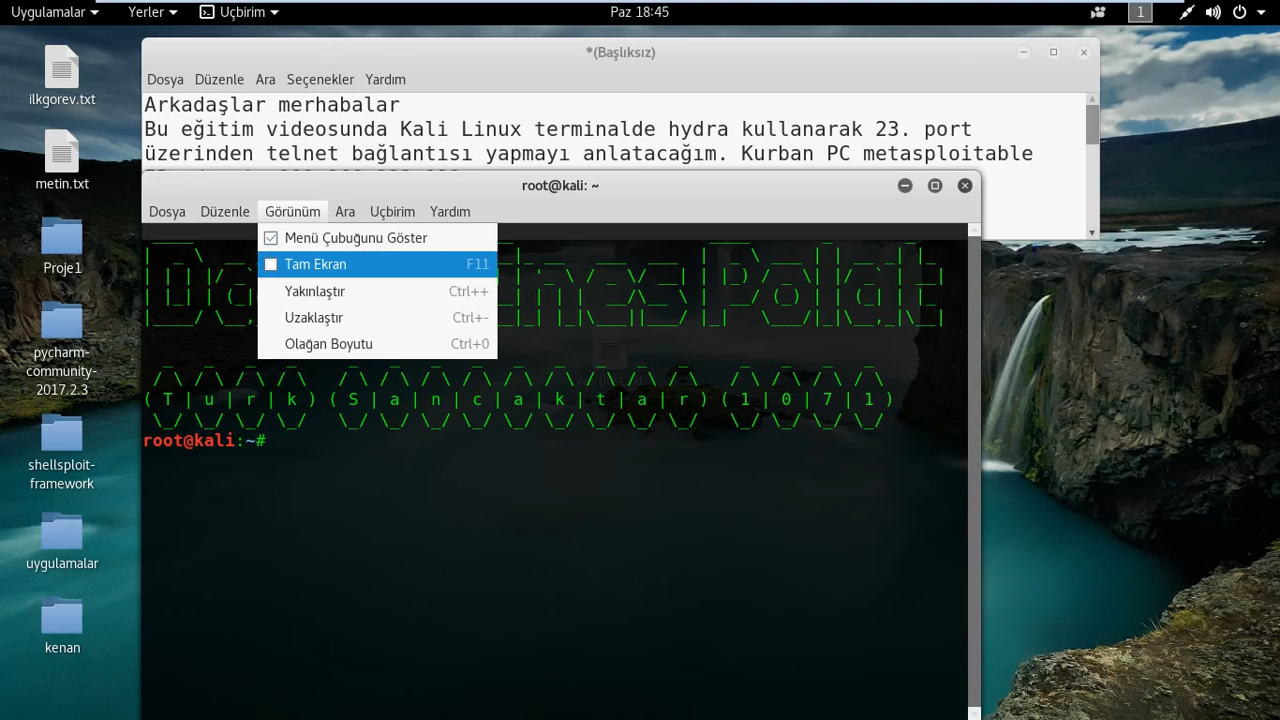 Uygulamalar Yerler Uçbirim Paz 18:45 1
*(Başlıksız)
Dosya Düzenle Ara Seçenekler Yardım
Arkadaşlar merhabalar
Bu eğitim videosunda Kali Linux terminalde hydra kullanarak 23. port
üzerinden telnet bağlantısı yapmayı anlatacağım. Kurban PC metasploitable
root@kali: ~
Dosya Düzenle Görünüm Ara Uçbirim Yardım
Menü Çubuğunu Göster
Tam Ekran F11
Yakınlaştır Ctrl++
Uzaklaştır Ctrl+-
Olağan Boyutu Ctrl+0
( T | u | r | k ) ( S | a | n | c | a | k | t | a | r ) ( 1 | 0 | 7 | 1 )
root@kali:~#
ilkgorev.txt
metin.txt
Proje1
pycharm-
community-
2017.2.3
shellsploit-
framework
uygulamalar
kenan